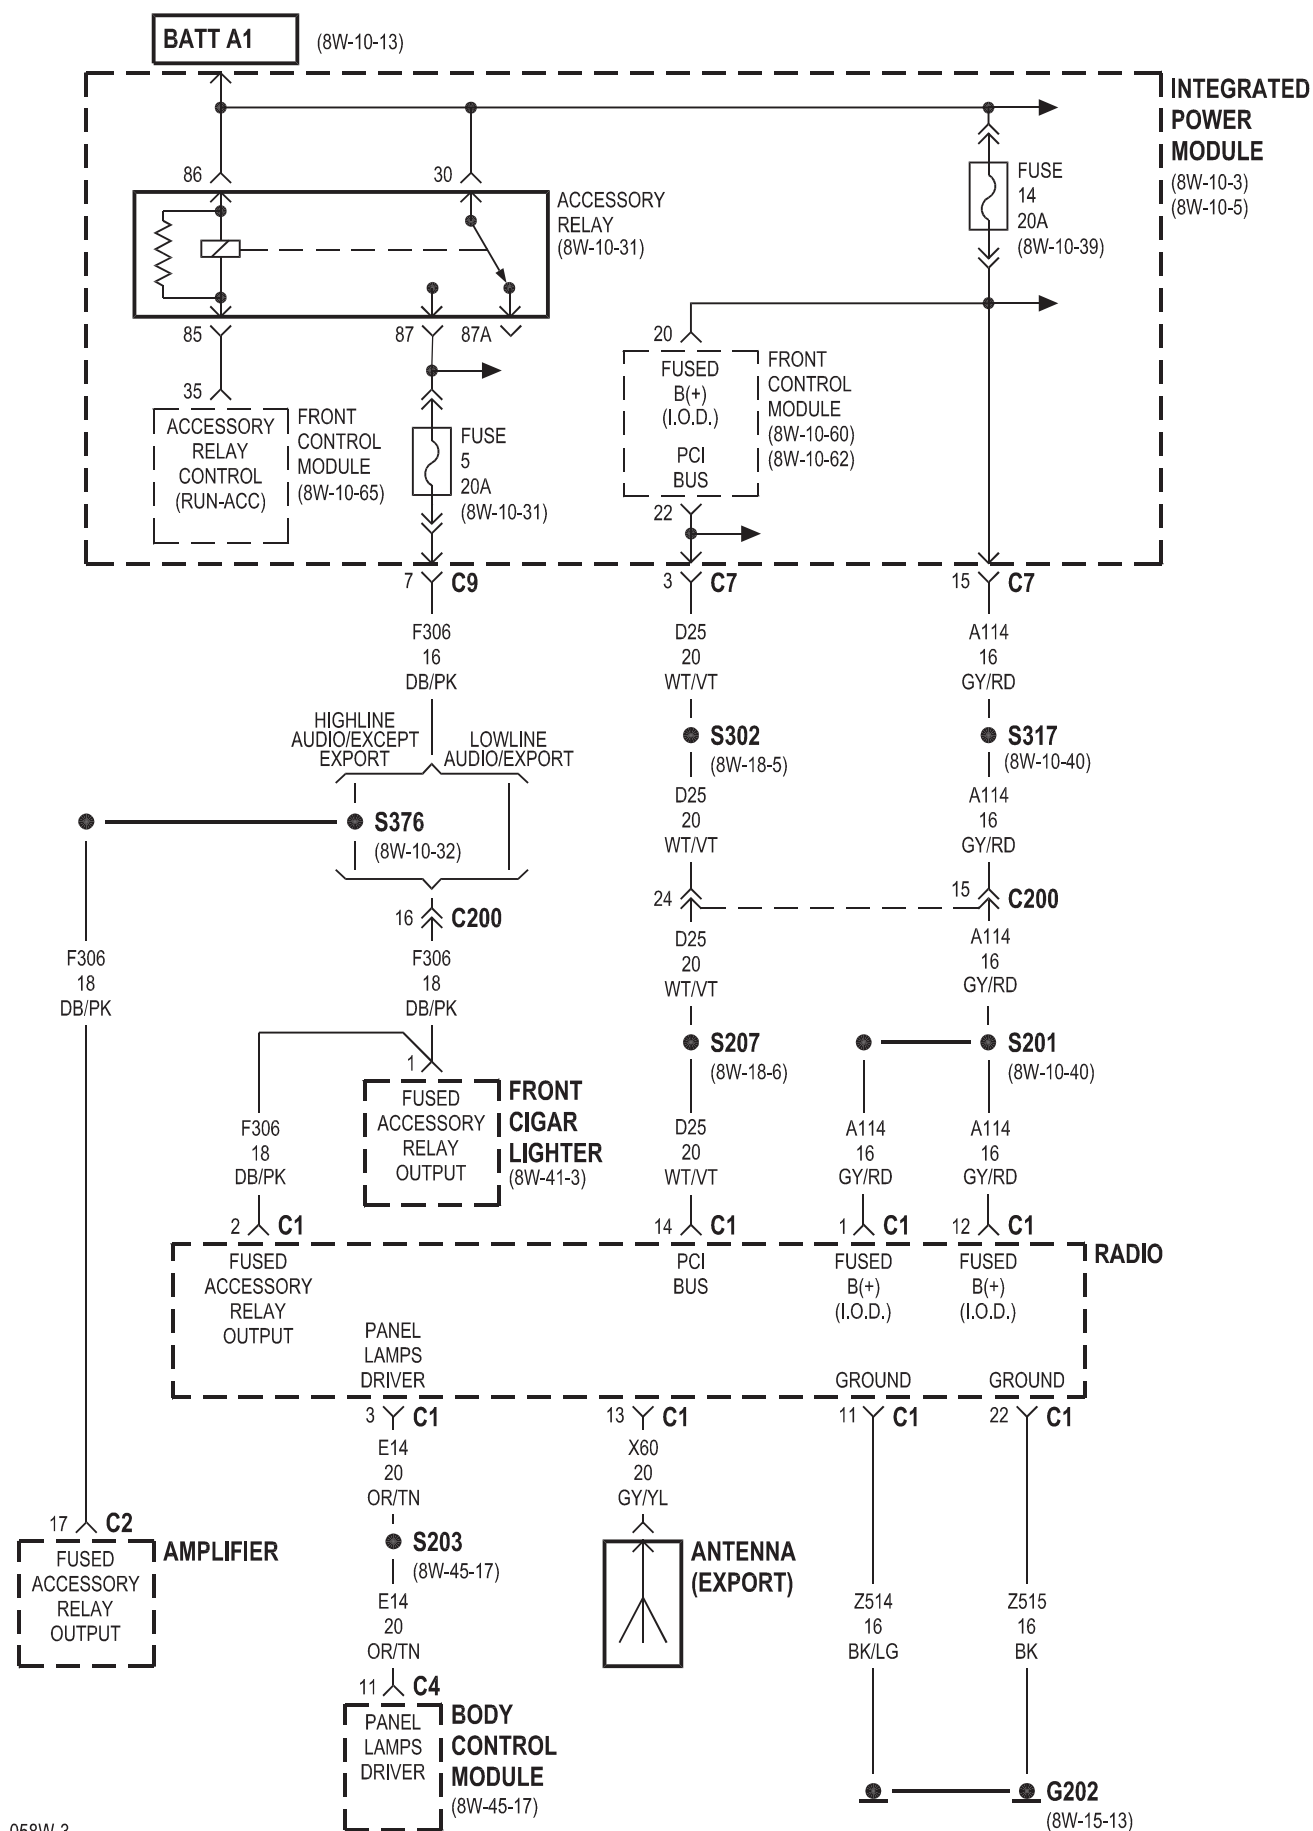 BATT A1 (8W-10-13)
INTEGRATED
POWER
MODULE
(8W-10-3)
(8W-10-5)
86
30
ACCESSORY
RELAY
(8W-10-31)
FUSE
14
20A
(8W-10-39)
85
87
87A
20
35
ACCESSORY
RELAY
CONTROL
(RUN-ACC)
FRONT
CONTROL
MODULE
(8W-10-65)
FUSE
5
20A
(8W-10-31)
FUSED
B(+)
(I.O.D.)
PCI
BUS
FRONT
CONTROL
MODULE
(8W-10-60)
(8W-10-62)
22
7 C9
3 C7
15 C7
F306
16
DB/PK
D25
20
WT/VT
A114
16
GY/RD
HIGHLINE
AUDIO/EXCEPT
EXPORT
LOWLINE
AUDIO/EXPORT
S302
(8W-18-5)
S317
(8W-10-40)
S376
(8W-10-32)
D25
20
WT/VT
A114
16
GY/RD
16 C200
24
15 C200
F306
18
DB/PK
F306
18
DB/PK
D25
20
WT/VT
A114
16
GY/RD
S207
(8W-18-6)
S201
(8W-10-40)
1
FUSED
ACCESSORY
RELAY
OUTPUT
FRONT
CIGAR
LIGHTER
(8W-41-3)
F306
18
DB/PK
D25
20
WT/VT
A114
16
GY/RD
A114
16
GY/RD
2 C1
14 C1
1 C1
12 C1
RADIO
FUSED
ACCESSORY
RELAY
OUTPUT
PCI
BUS
FUSED
B(+)
(I.O.D.)
FUSED
B(+)
(I.O.D.)
PANEL
LAMPS
DRIVER
GROUND
GROUND
3 C1
13 C1
11 C1
22 C1
E14
20
OR/TN
X60
20
GY/YL
17 C2
AMPLIFIER
FUSED
ACCESSORY
RELAY
OUTPUT
S203
(8W-45-17)
ANTENNA
(EXPORT)
E14
20
OR/TN
Z514
16
BK/LG
Z515
16
BK
11 C4
PANEL
LAMPS
DRIVER
BODY
CONTROL
MODULE
(8W-45-17)
G202
(8W-15-13)
058W-3